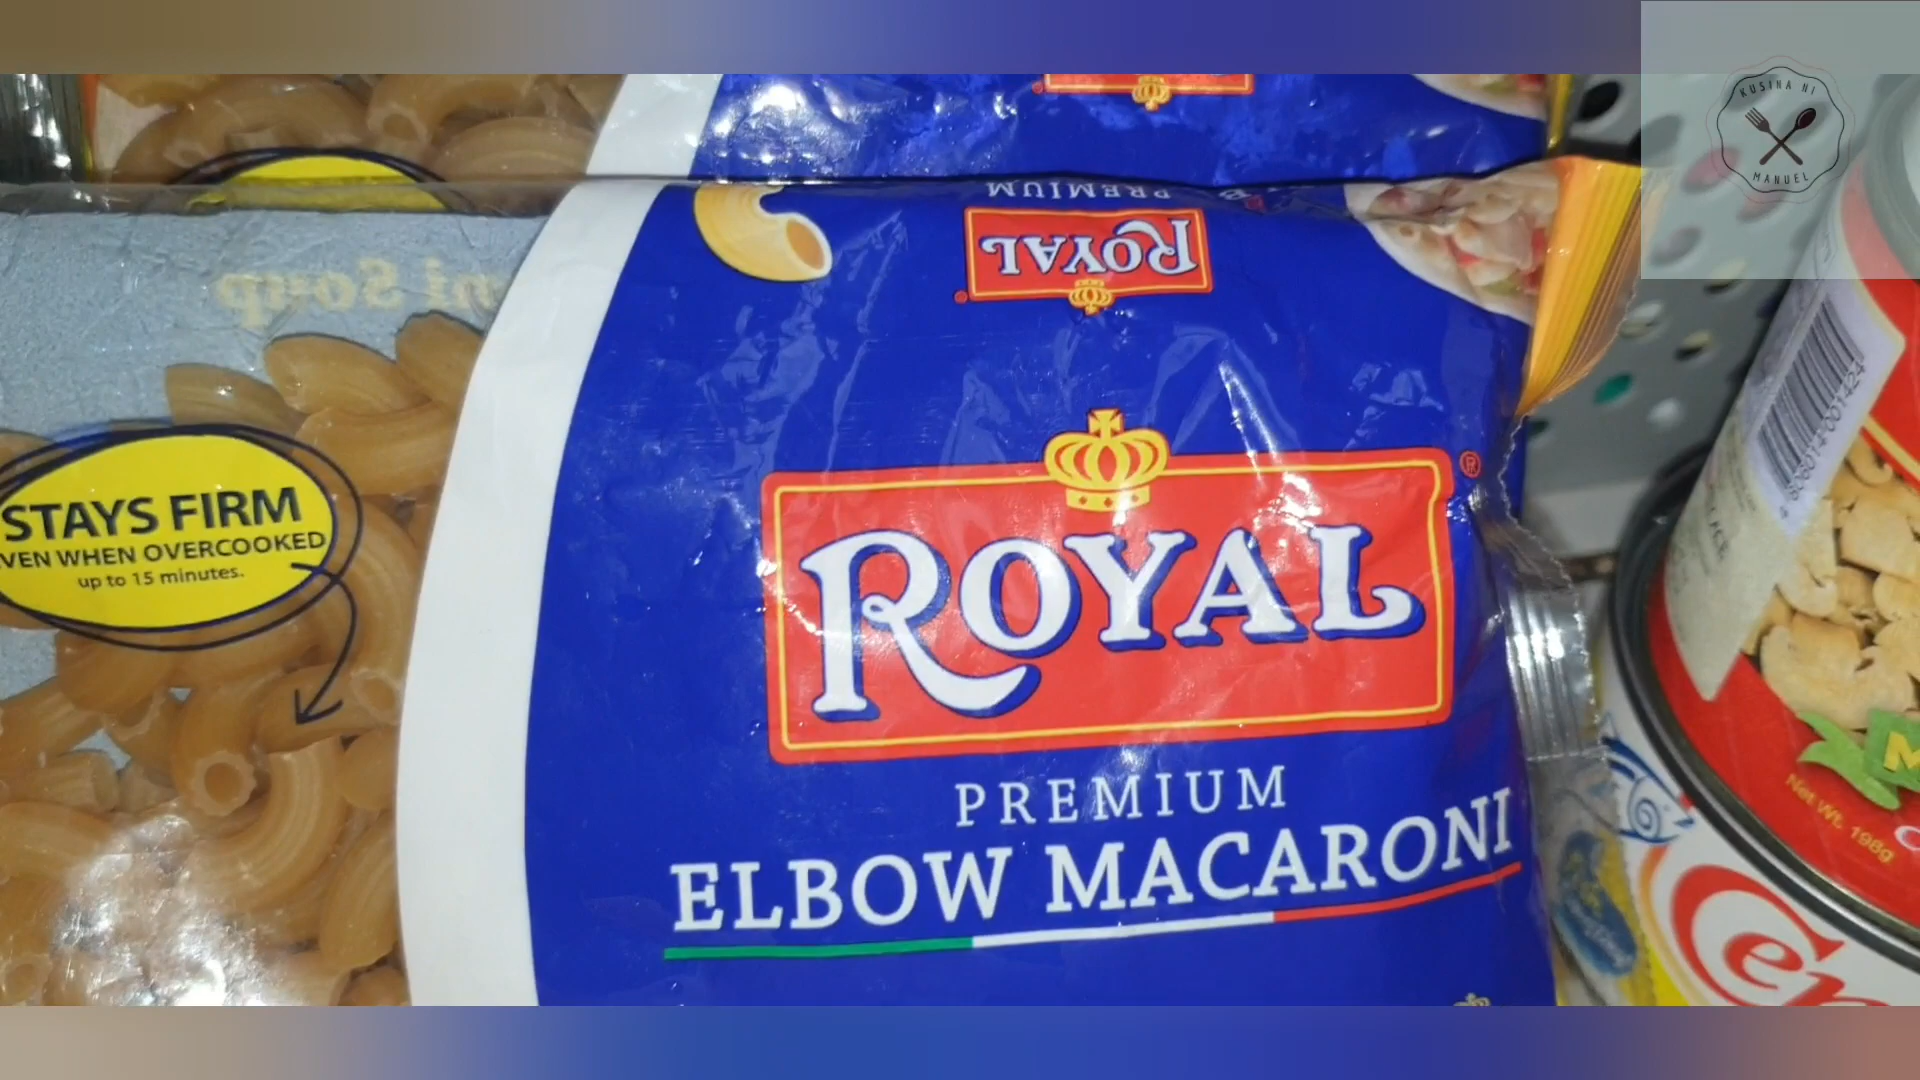 KUSINA NI
MANUEL
PREMIUM
ROYAL
STAYS FIRM
VEN WHEN OVERCOOKED
up to 15 minutes.
ROYAL
®
PREMIUM
ELBOW MACARONI
Net Wt. 198g